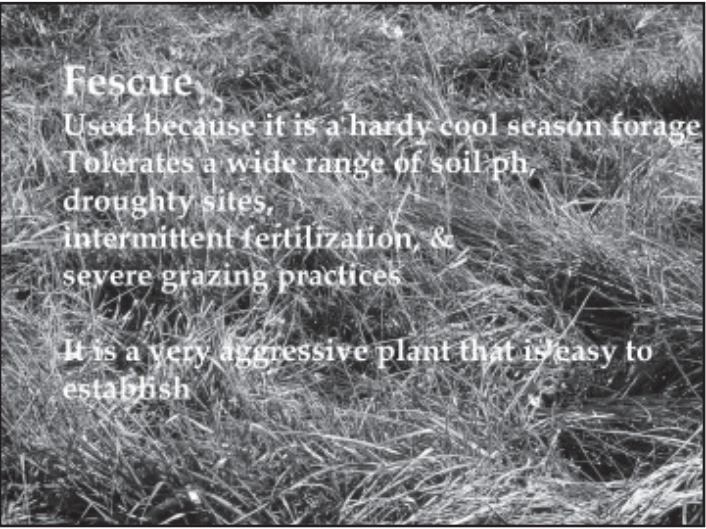 Fescue
Used because it is a hardy cool season forage
Tolerates a wide range of soil ph,
droughty sites,
intermittent fertilization, &
severe grazing practices
It is a very aggressive plant that is easy to
establish